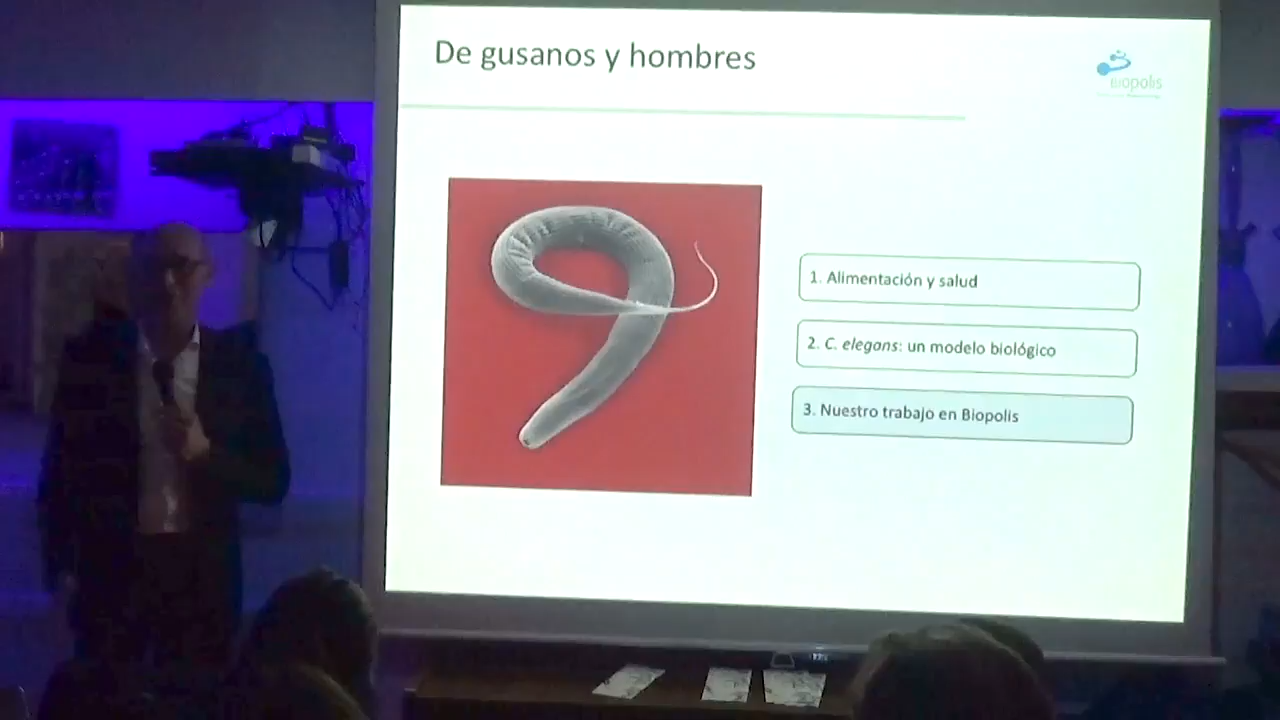 De gusanos y hombres
Biopolis
1. Alimentación y salud
2. C. elegans: un modelo biológico
3. Nuestro trabajo en Biopolis